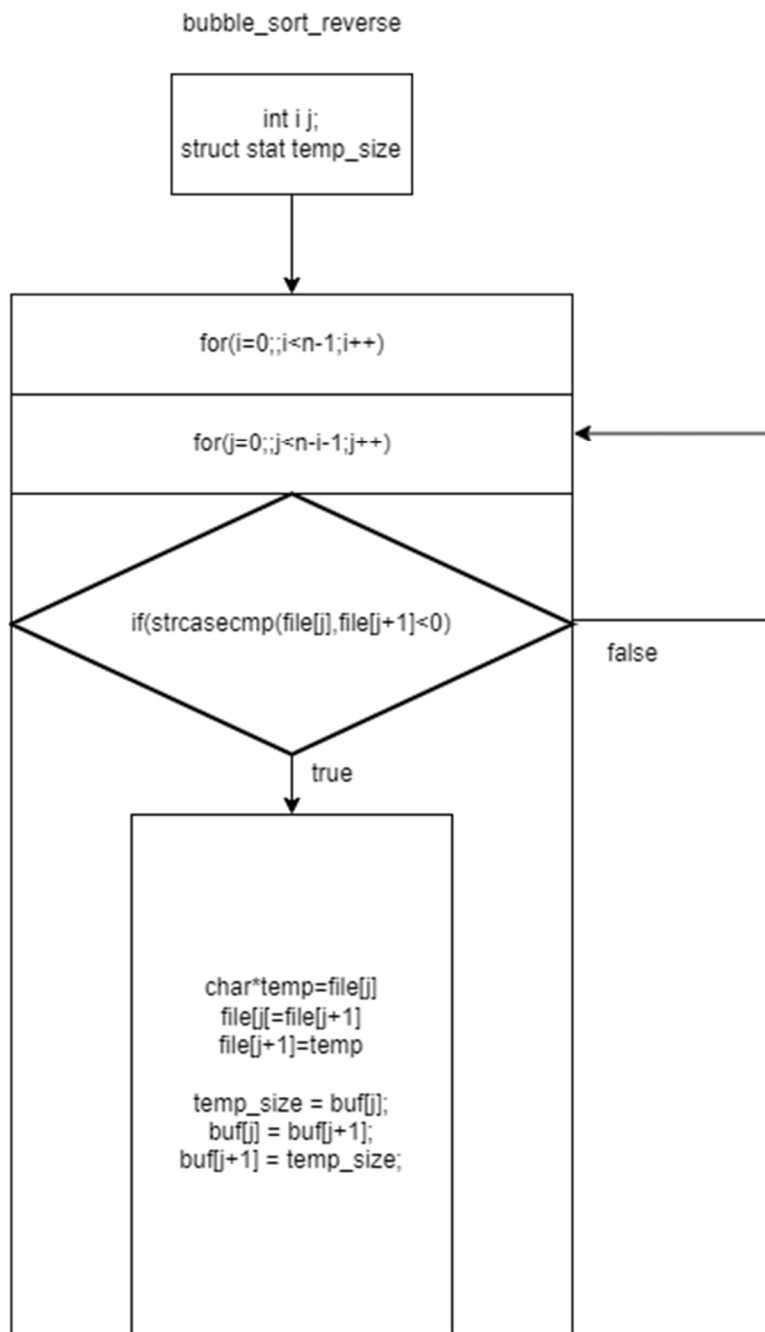 bubble_sort_reverse
int i j;
struct stat temp_size
for(i=0;;i<n-1;i++)
for(j=0;;j<n-i-1;j++)
if(strcasecmp(file[j],file[j+1]<0)
false
true
char*temp=file[j]
file[j[=file[j+1]
file[j+1]=temp
temp_size = buf[j];
buf[j] = buf[j+1];
buf[j+1] = temp_size;